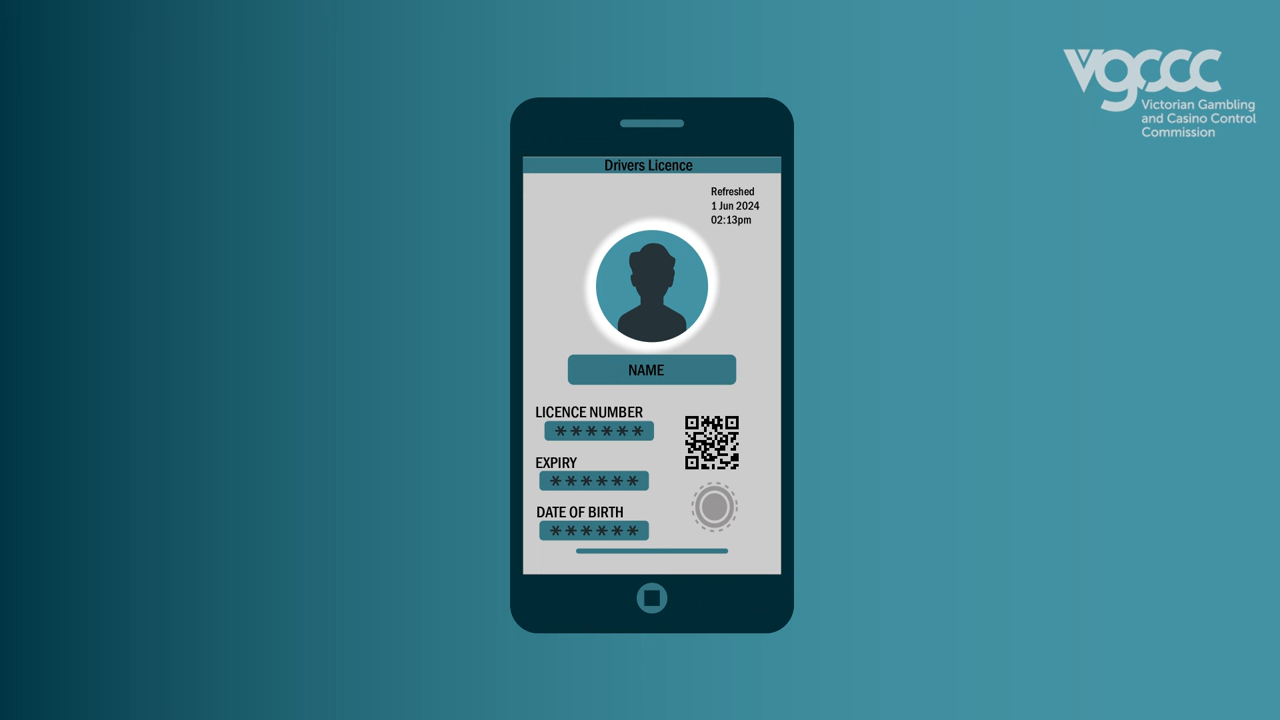 vgccc
Victorian Gambling
and Casino Control
Commission
Drivers Licence
Refreshed
1 Jun 2024
02:13pm
NAME
LICENCE NUMBER
******
EXPIRY
******
DATE OF BIRTH
******